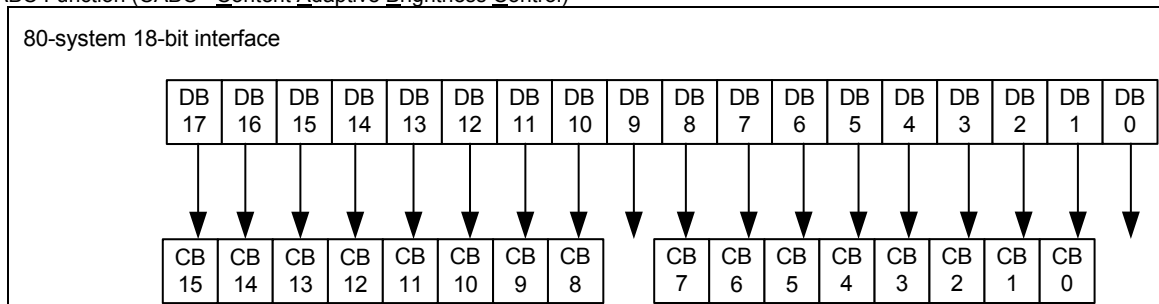 ABC Function (CABC - Content Adaptive Brightness Control)
80-system 18-bit interface
DB 17 DB 16 DB 15 DB 14 DB 13 DB 12 DB 11 DB 10 DB 9 DB 8 DB 7 DB 6 DB 5 DB 4 DB 3 DB 2 DB 1 DB 0
CB 15 CB 14 CB 13 CB 12 CB 11 CB 10 CB 9 CB 8 CB 7 CB 6 CB 5 CB 4 CB 3 CB 2 CB 1 CB 0